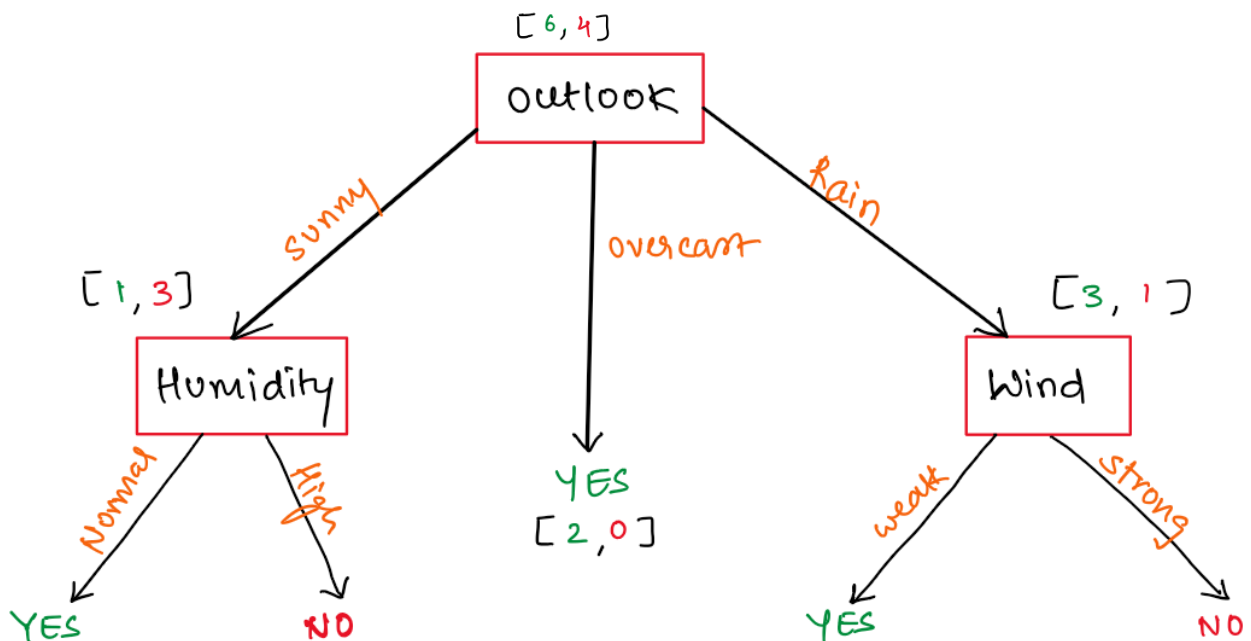 [6,4]
Outlook
Sunny
overcast
Rain
[1,3]
[3,1]
Humidity
Wind
Normal
High
weak
strong
YES
[2,0]
YES
NO
YES
NO